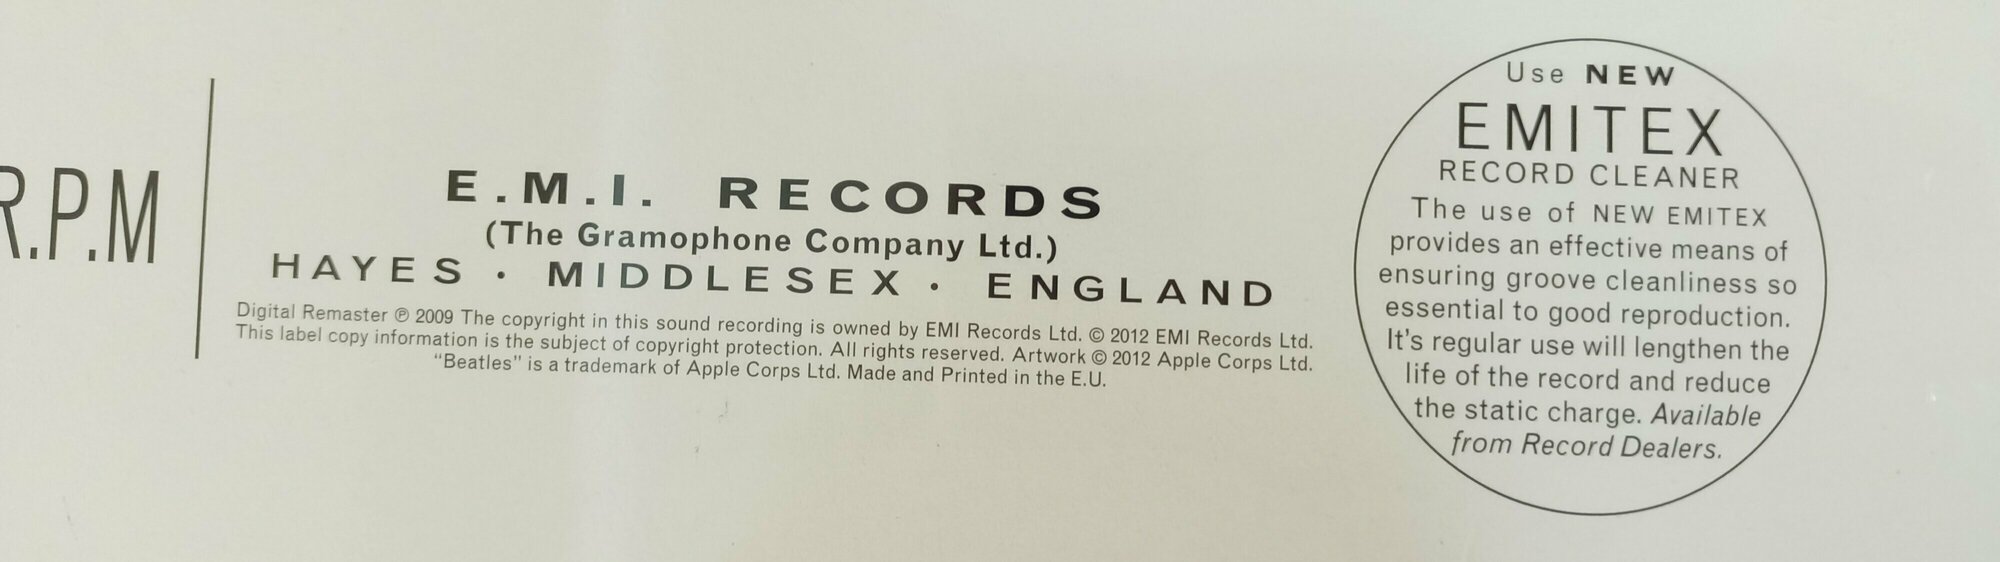 R.P.M
E.M.I. RECORDS
(The Gramophone Company Ltd.)
HAYES · MIDDLESEX · ENGLAND
Digital Remaster ℗ 2009 The copyright in this sound recording is owned by EMI Records Ltd. © 2012 EMI Records Ltd.
This label copy information is the subject of copyright protection. All rights reserved. Artwork © 2012 Apple Corps Ltd.
“Beatles” is a trademark of Apple Corps Ltd. Made and Printed in the E.U.
Use NEW
EMITEX
RECORD CLEANER
The use of NEW EMITEX
provides an effective means of
ensuring groove cleanliness so
essential to good reproduction.
It’s regular use will lengthen the
life of the record and reduce
the static charge. Available
from Record Dealers.